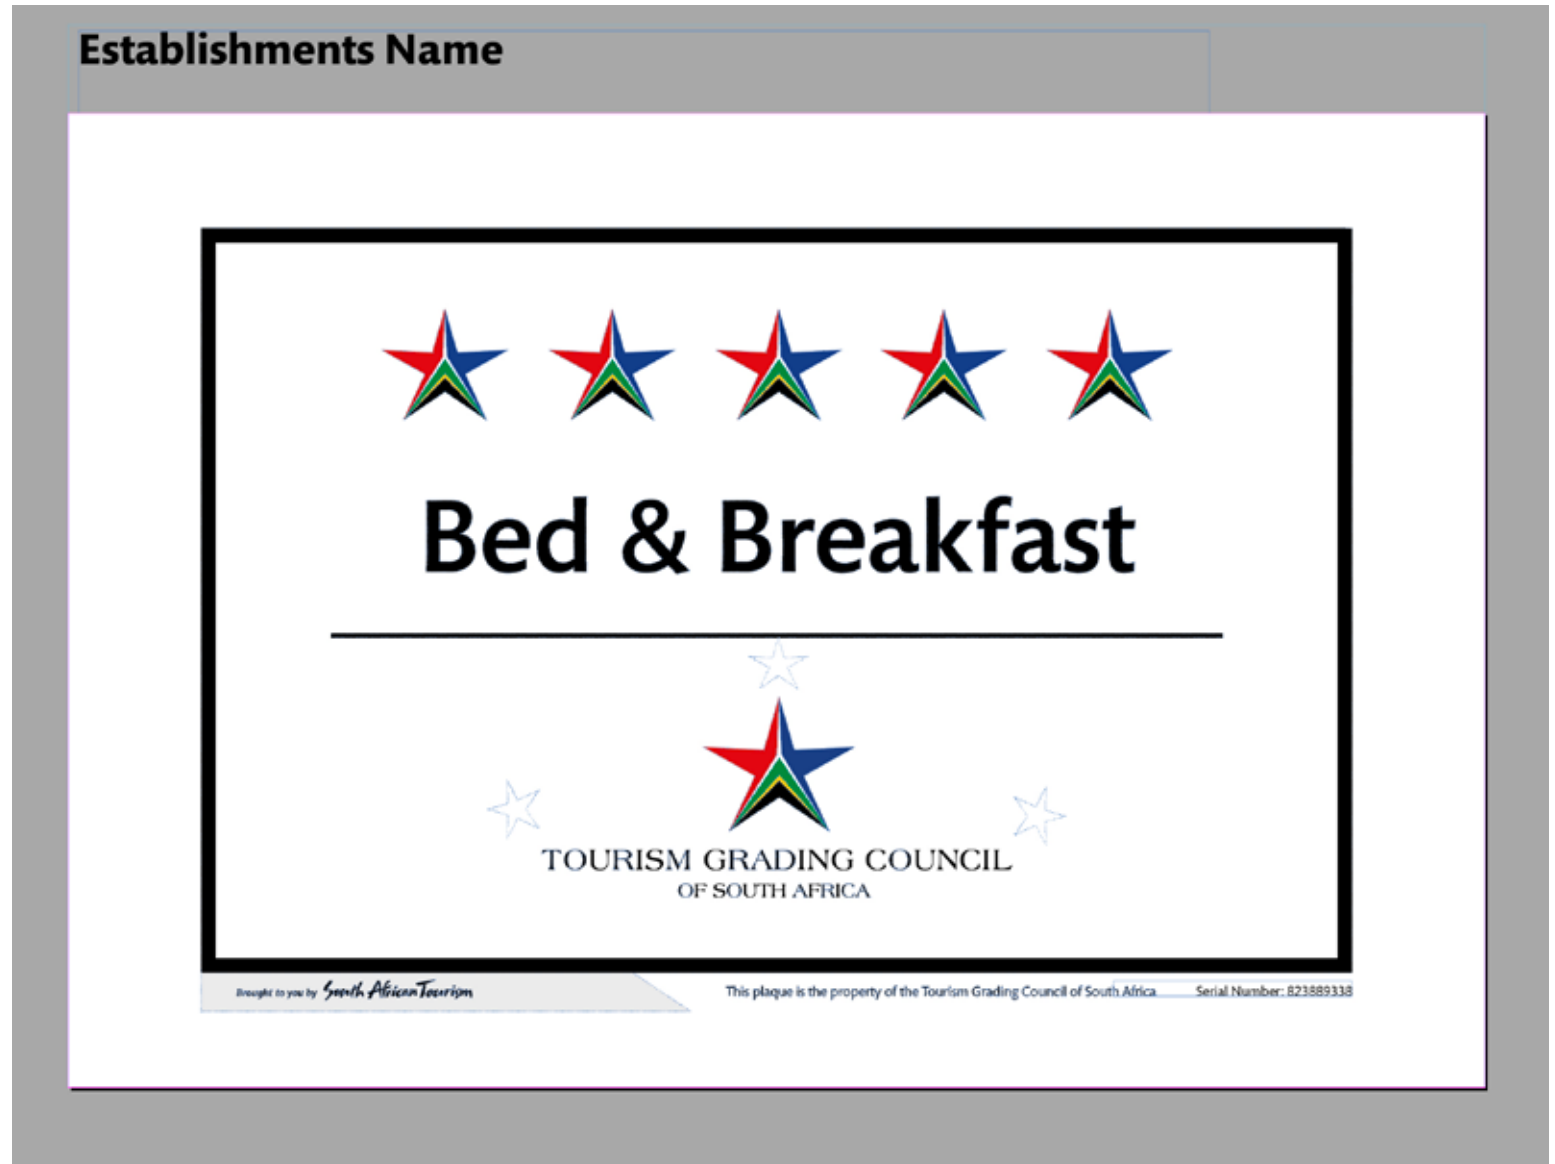 Establishments Name
Bed & Breakfast
TOURISM GRADING COUNCIL
OF SOUTH AFRICA
Brought to you by South African Tourism
This plaque is the property of the Tourism Grading Council of South Africa
Serial Number: 823889338